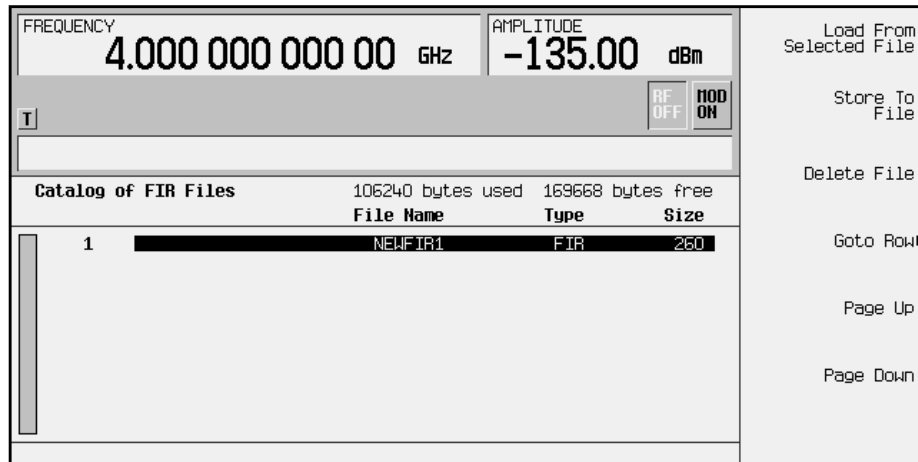 FREQUENCY
4.000 000 000 00 GHz
AMPLITUDE
-135.00 dBm
RF OFF
MOD ON
T
Catalog of FIR Files 106240 bytes used 169668 bytes free
File Name Type Size
1 NEWFIR1 FIR 260
Load From
Selected File
Store To
File
Delete File
Goto Row
Page Up
Page Down